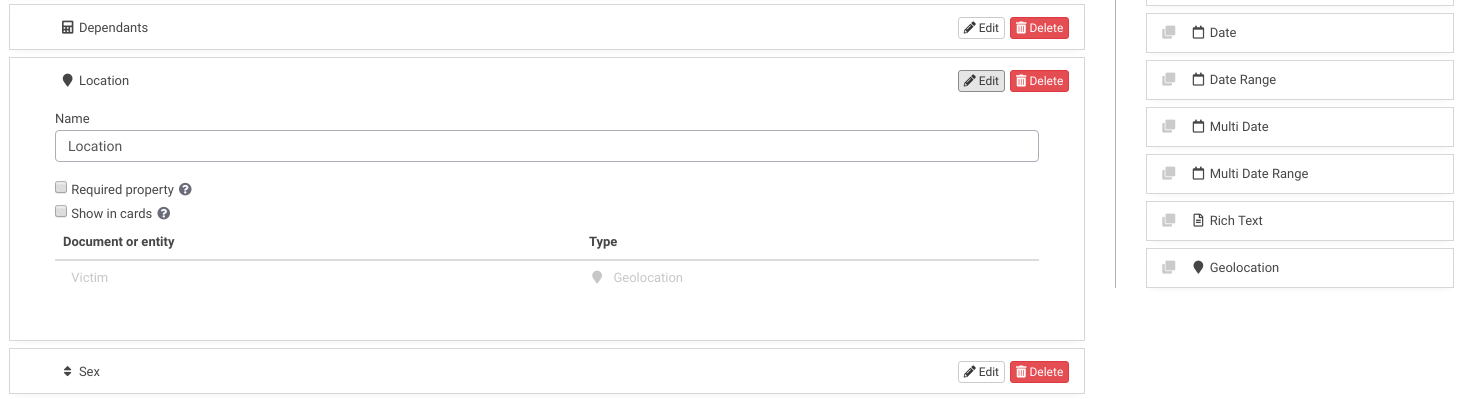 Dependants
Edit
Delete
Location
Edit
Delete
Name
Location
Required property
Show in cards
Document or entity
Type
Victim
Geolocation
Sex
Edit
Delete
Date
Date Range
Multi Date
Multi Date Range
Rich Text
Geolocation